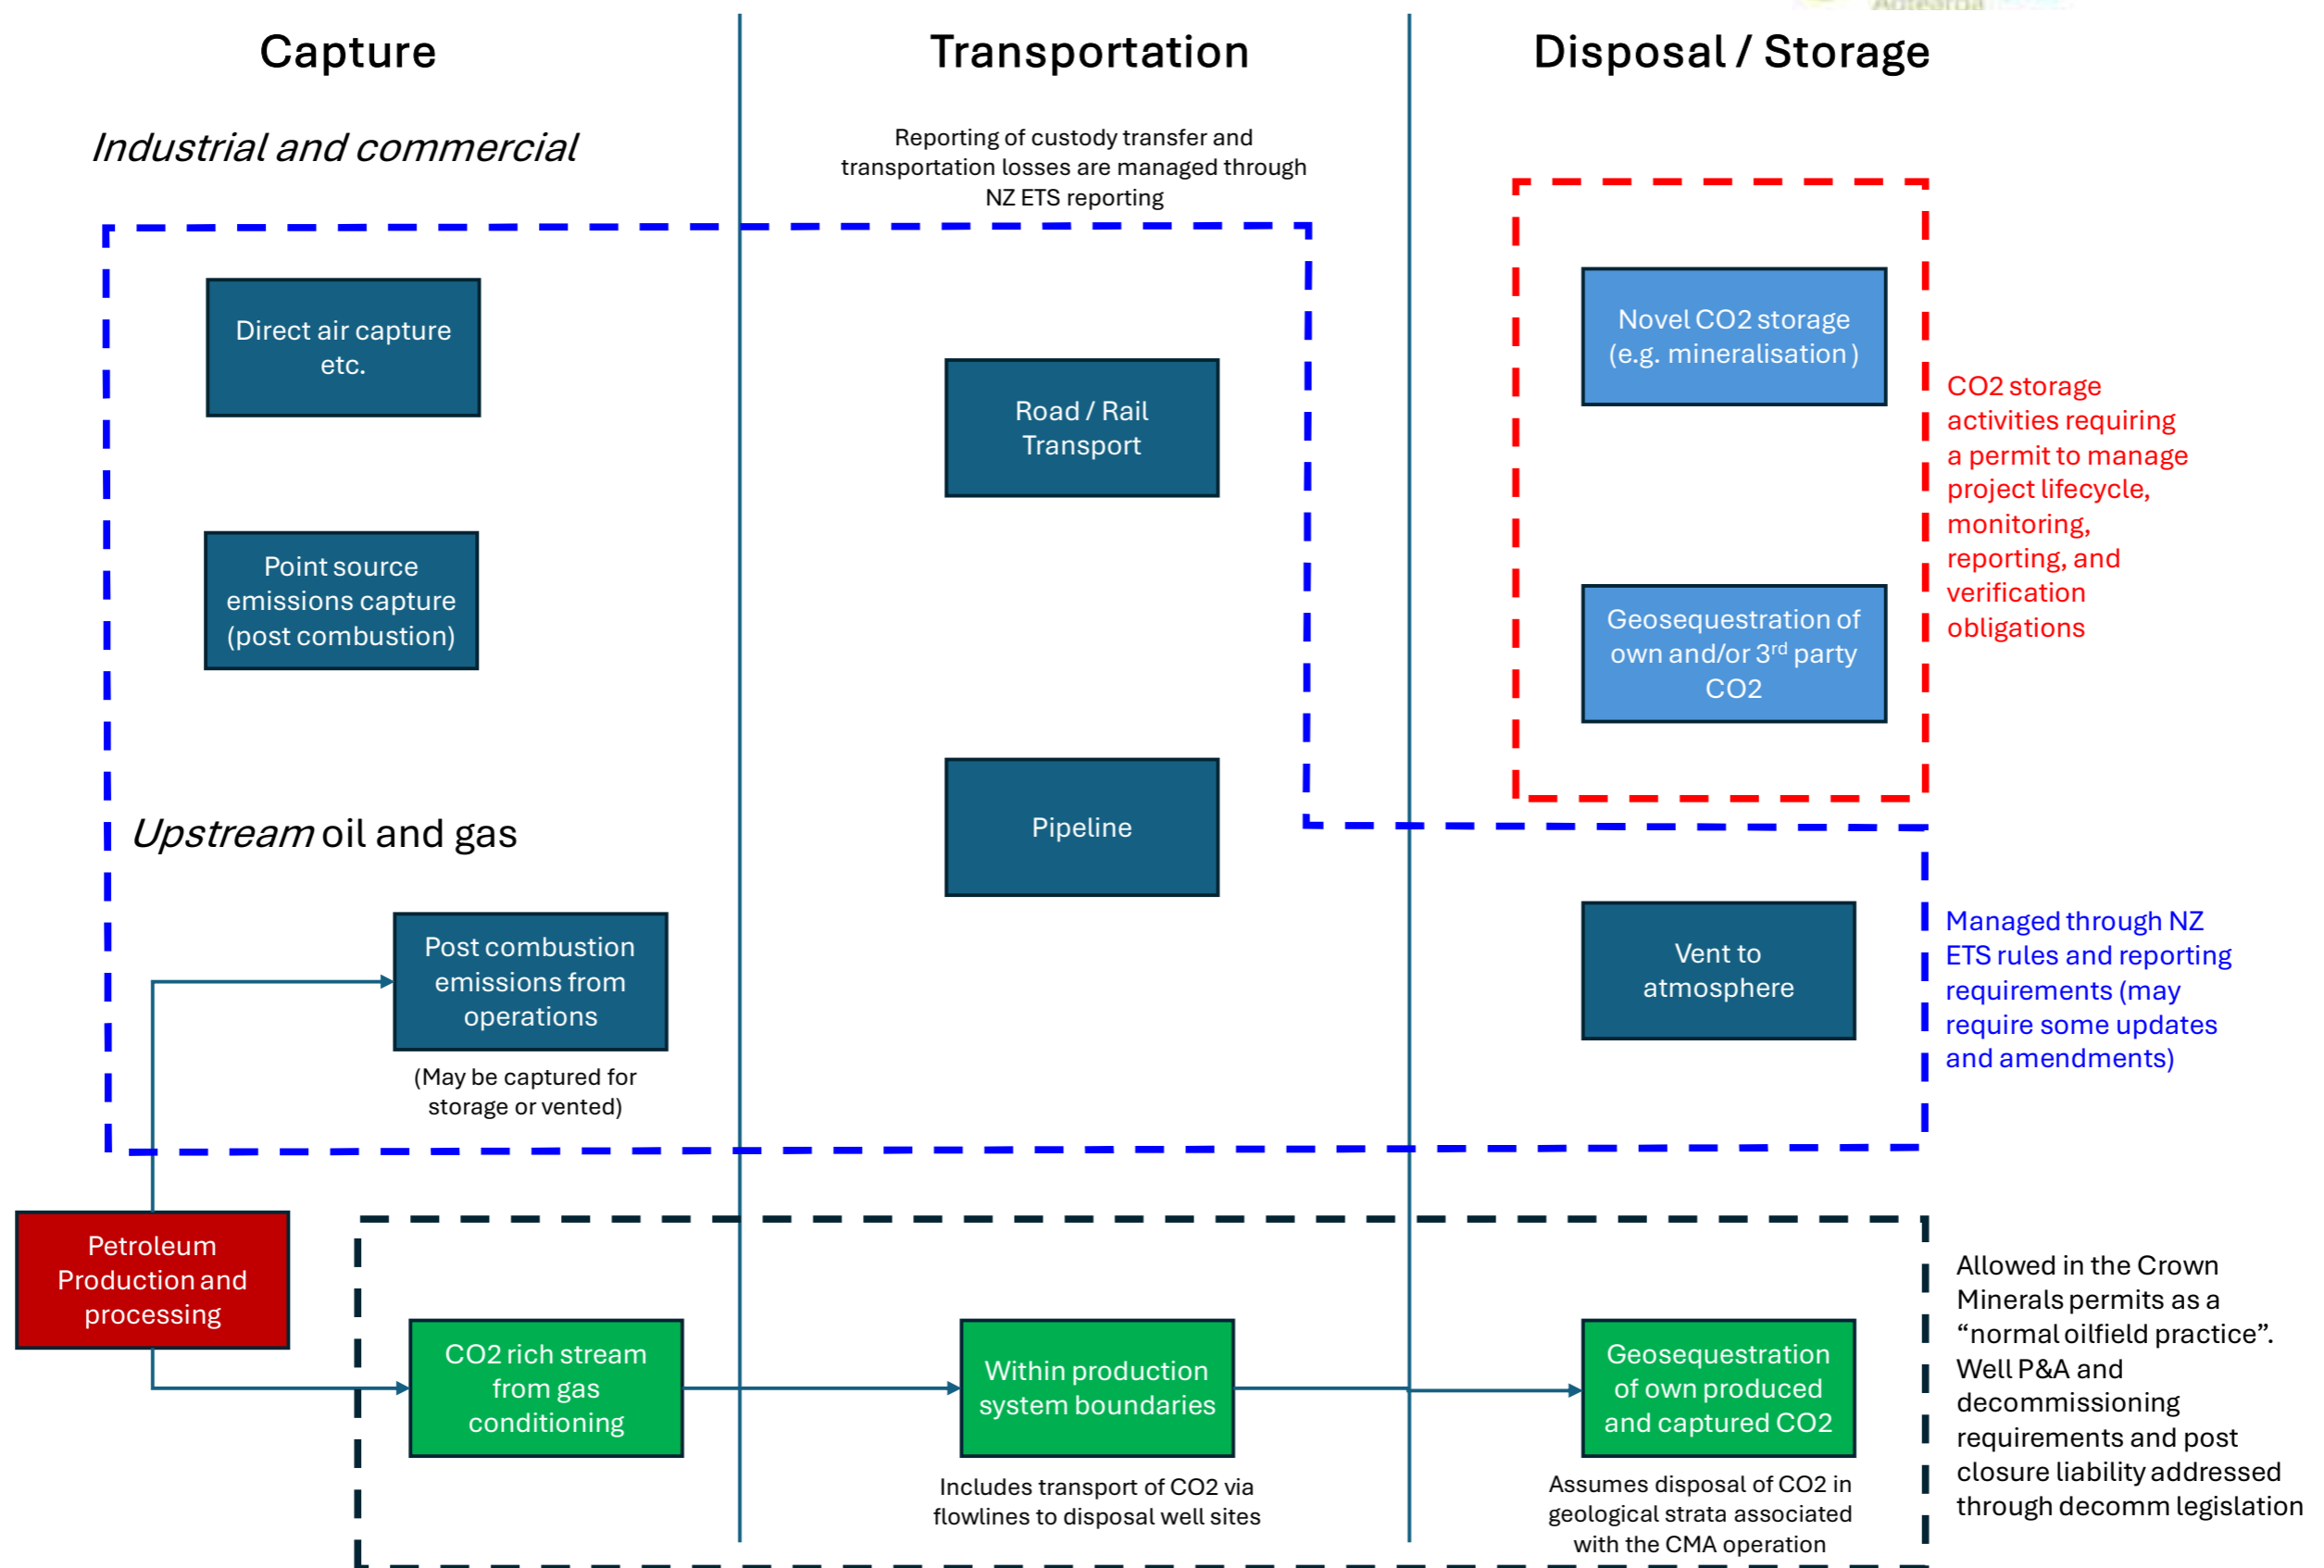 Aotearoa
Capture
Transportation
Disposal / Storage
Industrial and commercial
Reporting of custody transfer and
transportation losses are managed through
NZ ETS reporting
Direct air capture
etc.
Road / Rail
Transport
Novel CO2 storage
(e.g. mineralisation )
CO2 storage
activities requiring
a permit to manage
project lifecycle,
monitoring,
reporting, and
verification
obligations
Point source
emissions capture
(post combustion)
Geosequestration of
own and/or 3rd party
CO2
Upstream oil and gas
Pipeline
Post combustion
emissions from
operations
(May be captured for
storage or vented)
Vent to
atmosphere
Managed through NZ
ETS rules and reporting
requirements (may
require some updates
and amendments)
Petroleum
Production and
processing
CO2 rich stream
from gas
conditioning
Within production
system boundaries
Includes transport of CO2 via
flowlines to disposal well sites
Geosequestration
of own produced
and captured CO2
Assumes disposal of CO2 in
geological strata associated
with the CMA operation
Allowed in the Crown
Minerals permits as a
“normal oilfield practice”.
Well P&A and
decommissioning
requirements and post
closure liability addressed
through decomm legislation